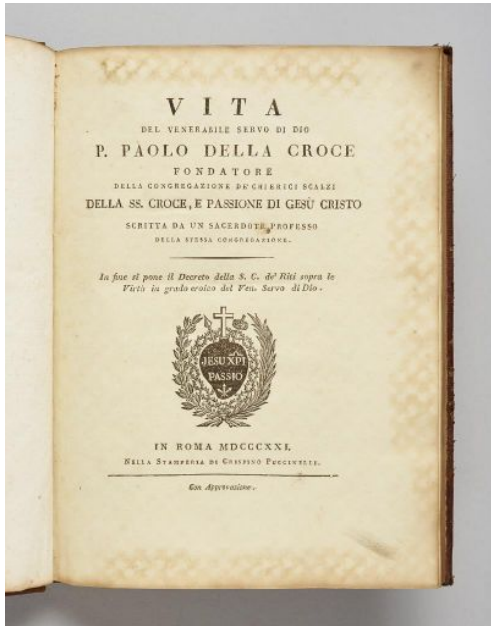 VITA
DEL VENERABILE SERVO DI DIO
P. PAOLO DELLA CROCE
FONDATORE
DELLA CONGREGAZIONE DE' CHIERICI SCALZI
DELLA SS. CROCE, E PASSIONE DI GESÙ CRISTO
SCRITTA DA UN SACERDOTE PROFESSO
DELLA STESSA CONGREGAZIONE.
In fine si pone il Decreto della S. C. de' Riti sopra le
Virtù in grado eroico del Ven. Servo di Dio.
JESU XPI
PASSIO
IN ROMA MDCCCXXI.
NELLA STAMPERIA DI CRISPINO PUCCINELLI.
Con Approvazione.